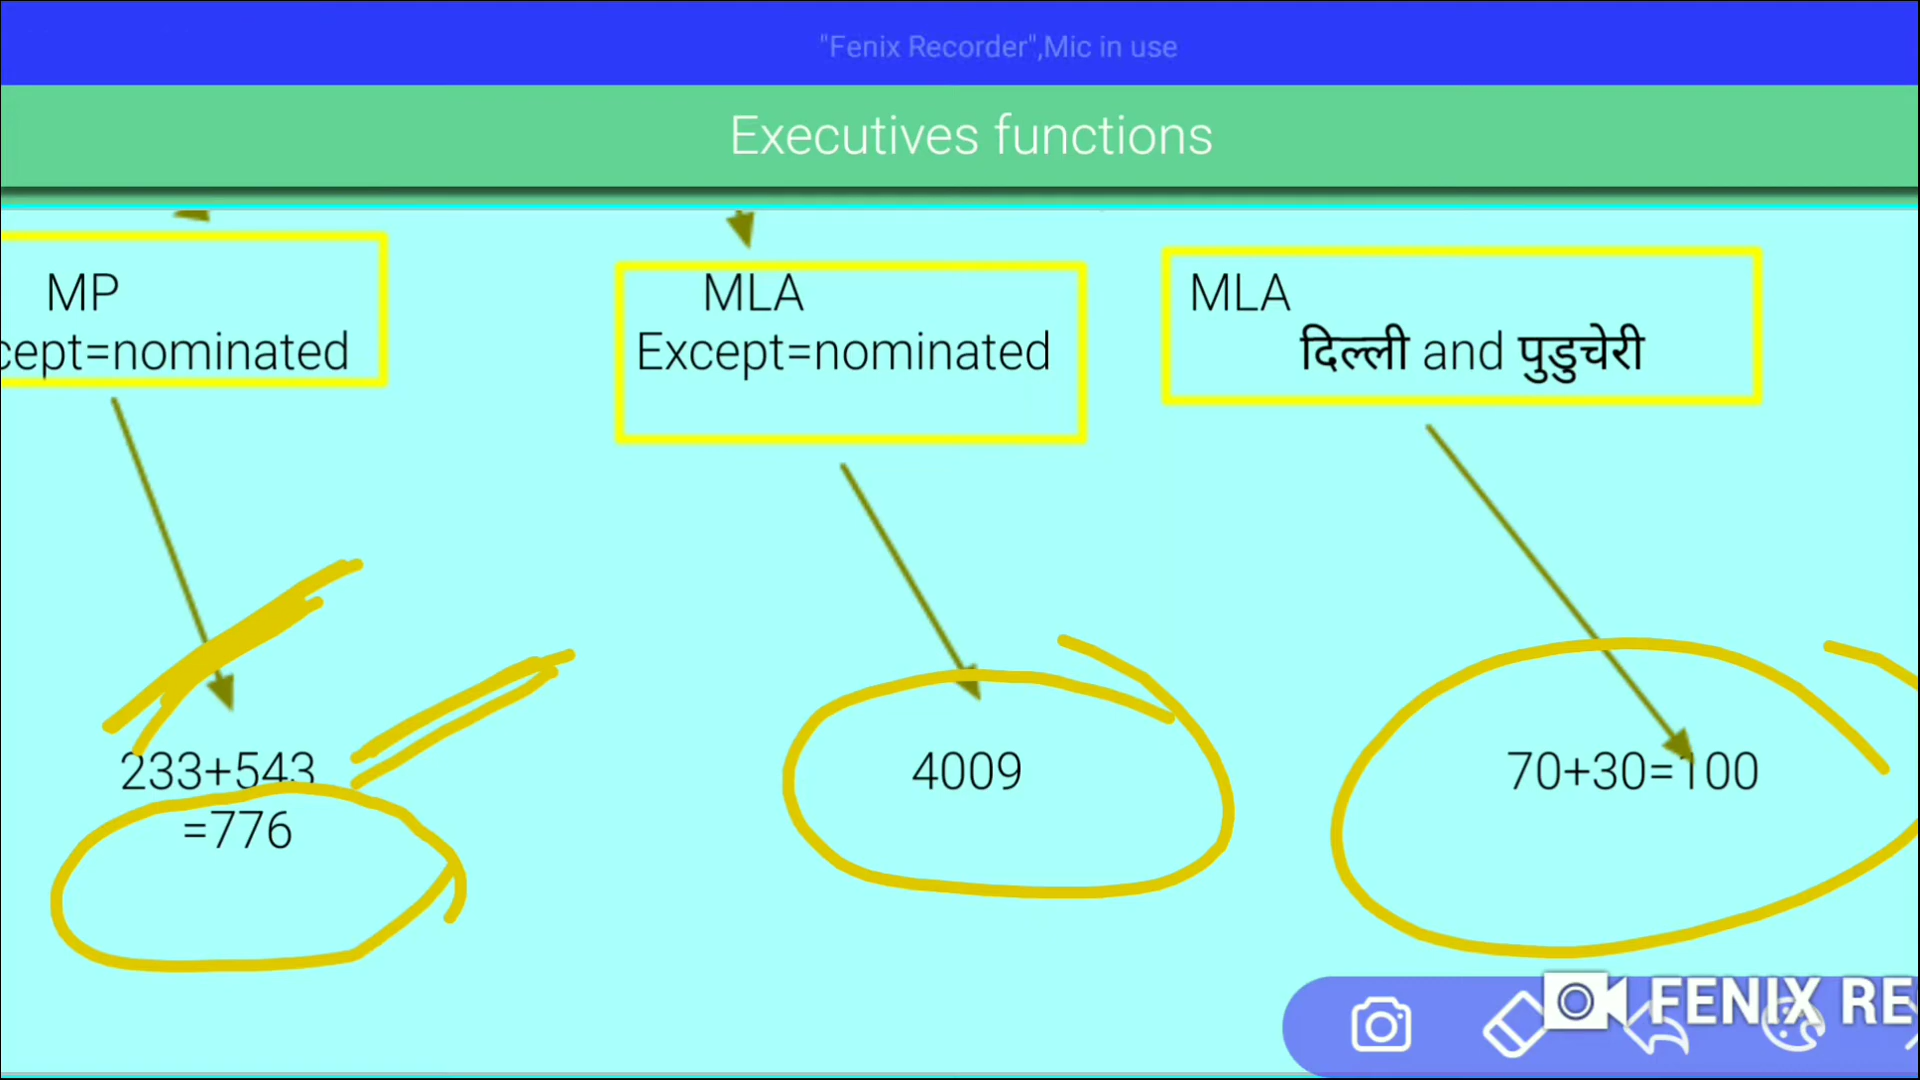 "Fenix Recorder",Mic in use
Executives functions
MP
cept=nominated
MLA
Except=nominated
MLA
दिल्ली and पुडुचेरी
233+543
=776
4009
70+30=100
FENIX RE